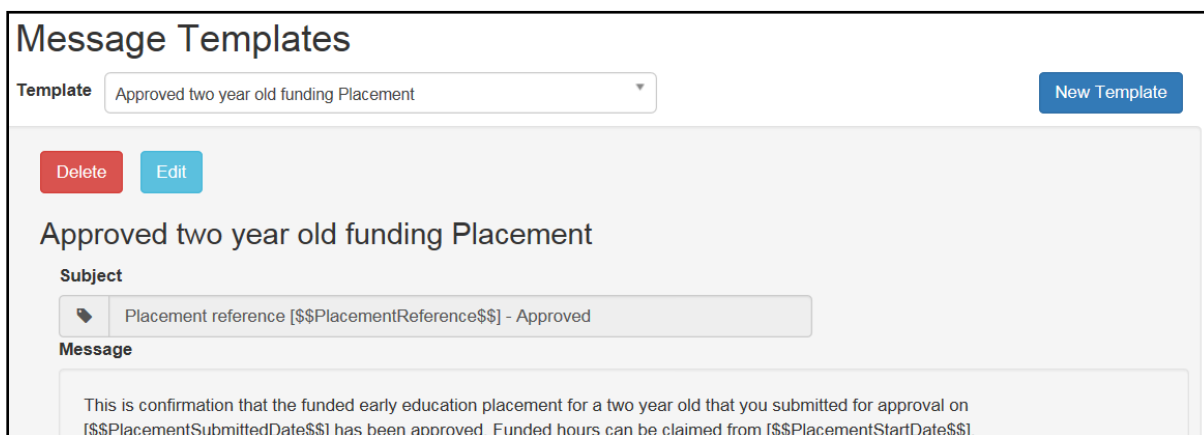 Message Templates
Template Approved two year old funding Placement New Template
Delete Edit
Approved two year old funding Placement
Subject
Placement reference [$$PlacementReference$$] - Approved
Message
This is confirmation that the funded early education placement for a two year old that you submitted for approval on
[$$PlacementSubmittedDate$$] has been approved. Funded hours can be claimed from [$$PlacementStartDate$$].